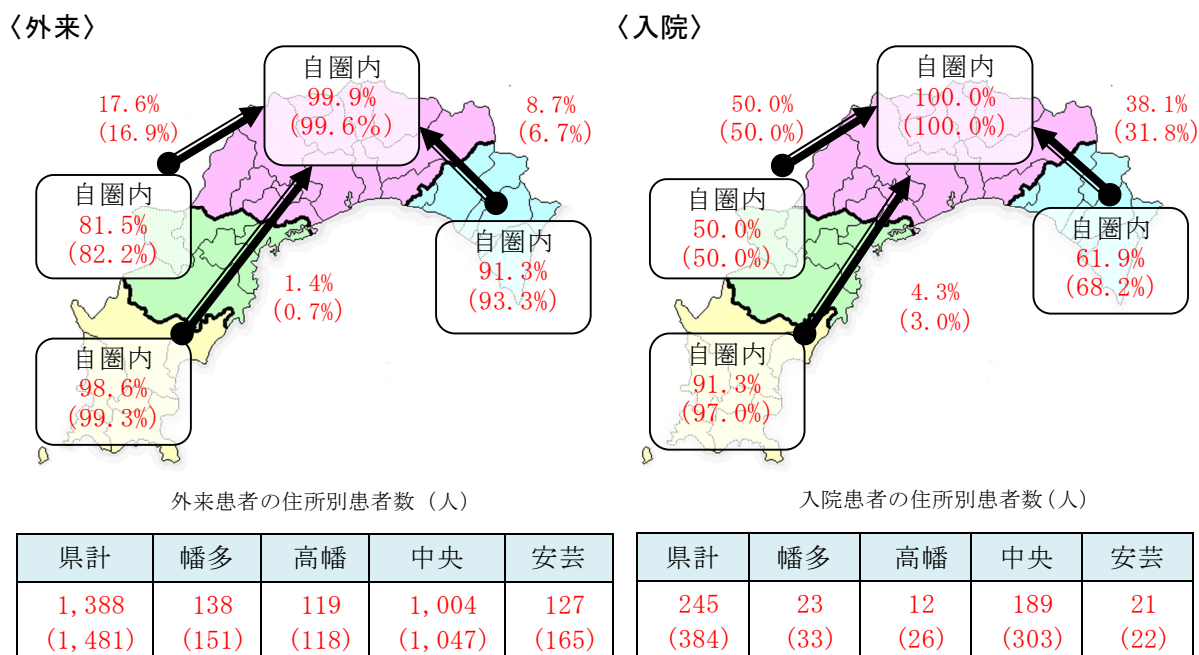 〈外来〉
自圏内
99.9%
(99.6%)
17.6%
(16.9%)
8.7%
(6.7%)
自圏内
81.5%
(82.2%)
自圏内
91.3%
(93.3%)
1.4%
(0.7%)
自圏内
98.6%
(99.3%)
外来患者の住所別患者数（人）
県計 幡多 高幡 中央 安芸
1,388 138 119 1,004 127
(1,481) (151) (118) (1,047) (165)
〈入院〉
自圏内
100.0%
(100.0%)
50.0%
(50.0%)
38.1%
(31.8%)
自圏内
50.0%
(50.0%)
自圏内
61.9%
(68.2%)
4.3%
(3.0%)
自圏内
91.3%
(97.0%)
入院患者の住所別患者数（人）
県計 幡多 高幡 中央 安芸
245 23 12 189 21
(384) (33) (26) (303) (22)